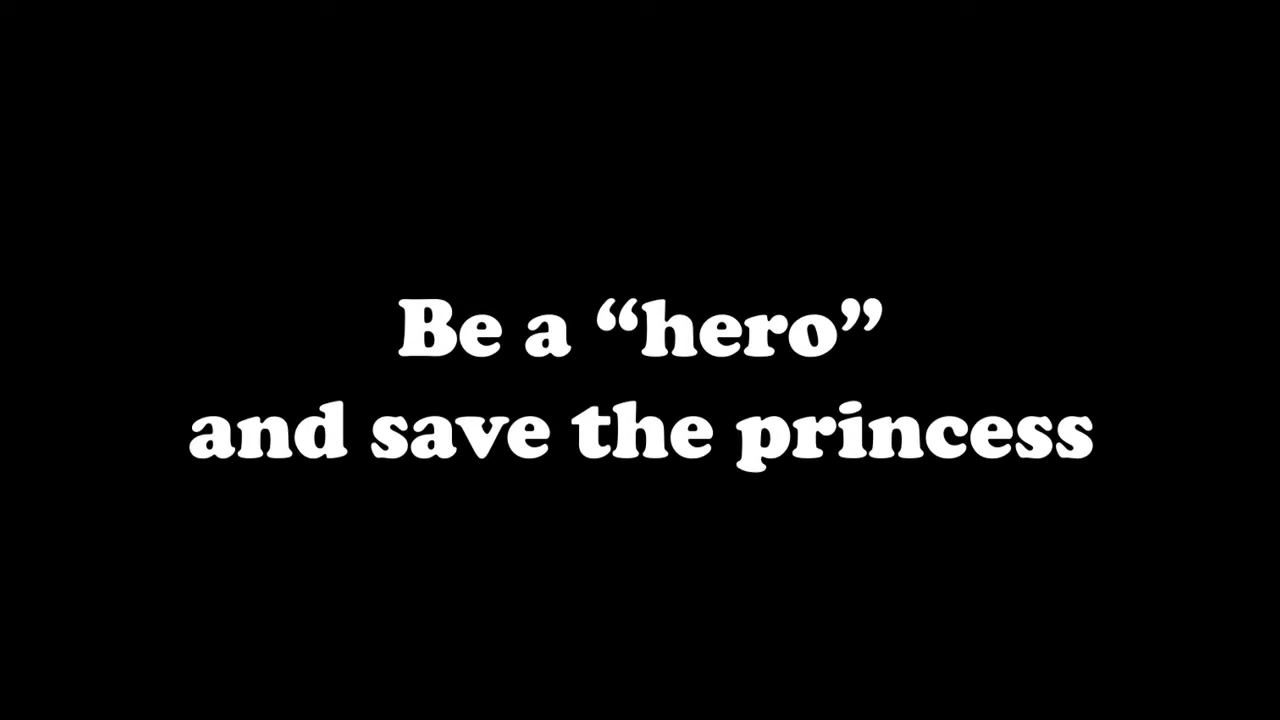 Be a “hero”
and save the princess